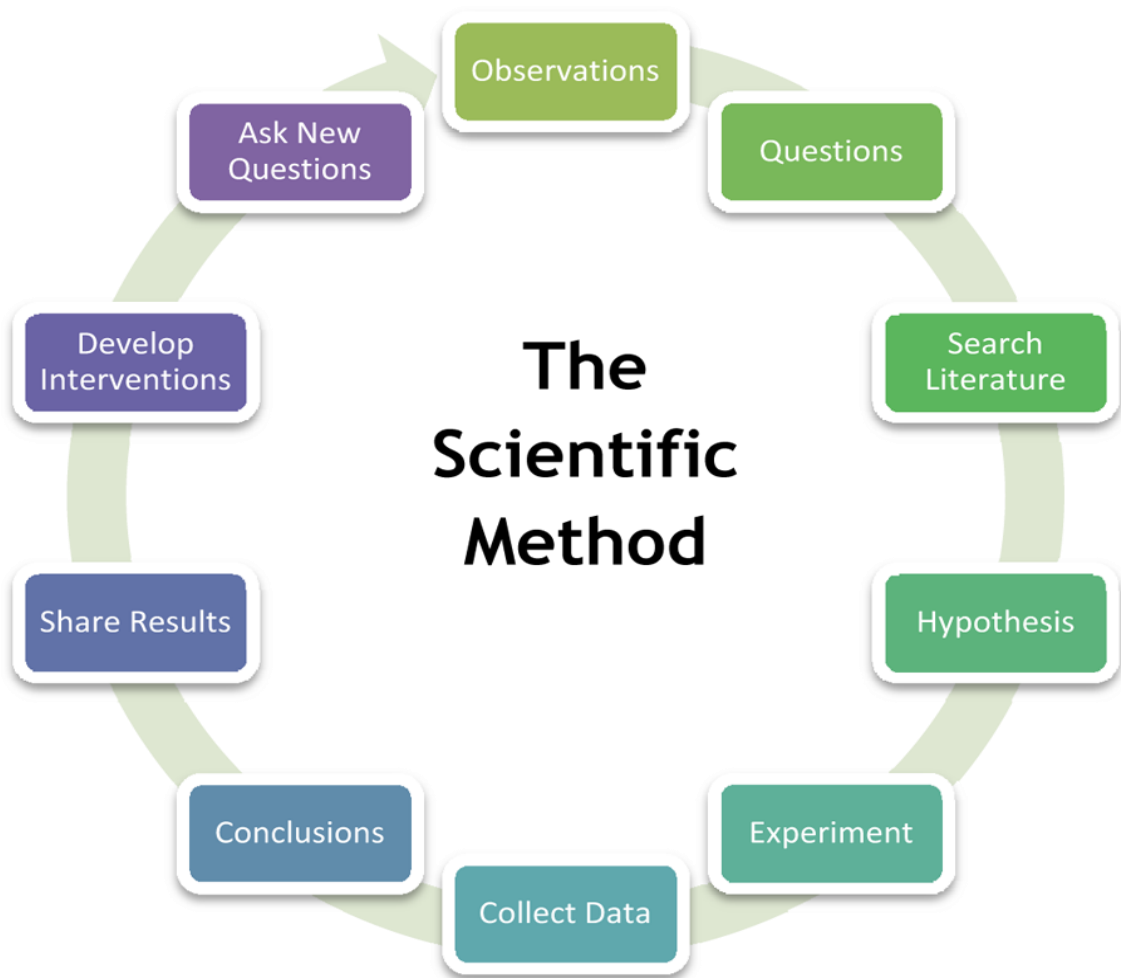 Observations
Questions
Search
Literature
Hypothesis
Experiment
Collect Data
Conclusions
Share Results
Develop
Interventions
Ask New
Questions
The
Scientific
Method